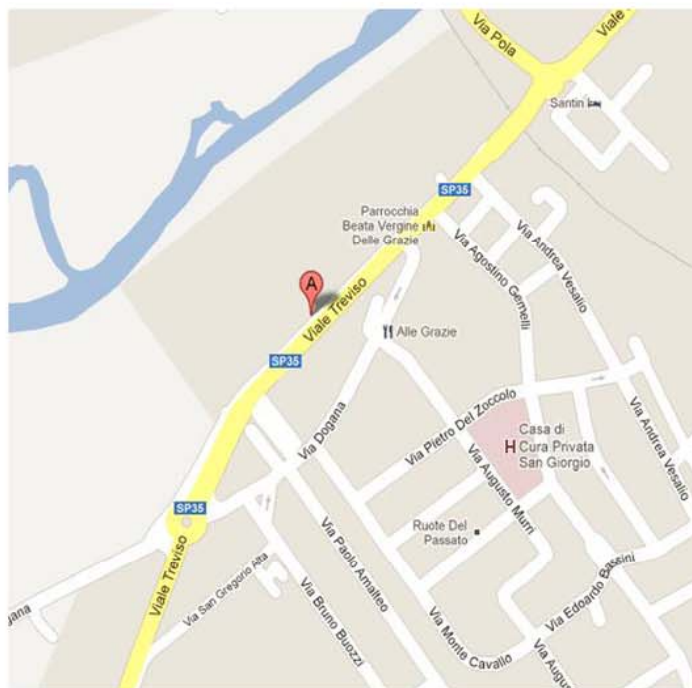 Via Pola
Viale
Santin
SP35
Parrocchia
Beata Vergine
Delle Grazie
Via Andrea Vesalio
Via Agostino Gemelli
A
Viale Treviso
Alle Grazie
SP35
Via Dogana
Via Pietro Del Zoccolo
Via Andrea Vesalio
H
Casa di
Cura Privata
San Giorgio
Via Augusto Murri
SP35
Ruote Del
Passato
Via Paolo Amalteo
Via Edoardo Bassini
Viale Treviso
Via San Gregorio Alta
gana
Via Bruno Buozzi
Via Monte Cavallo
Via Augus